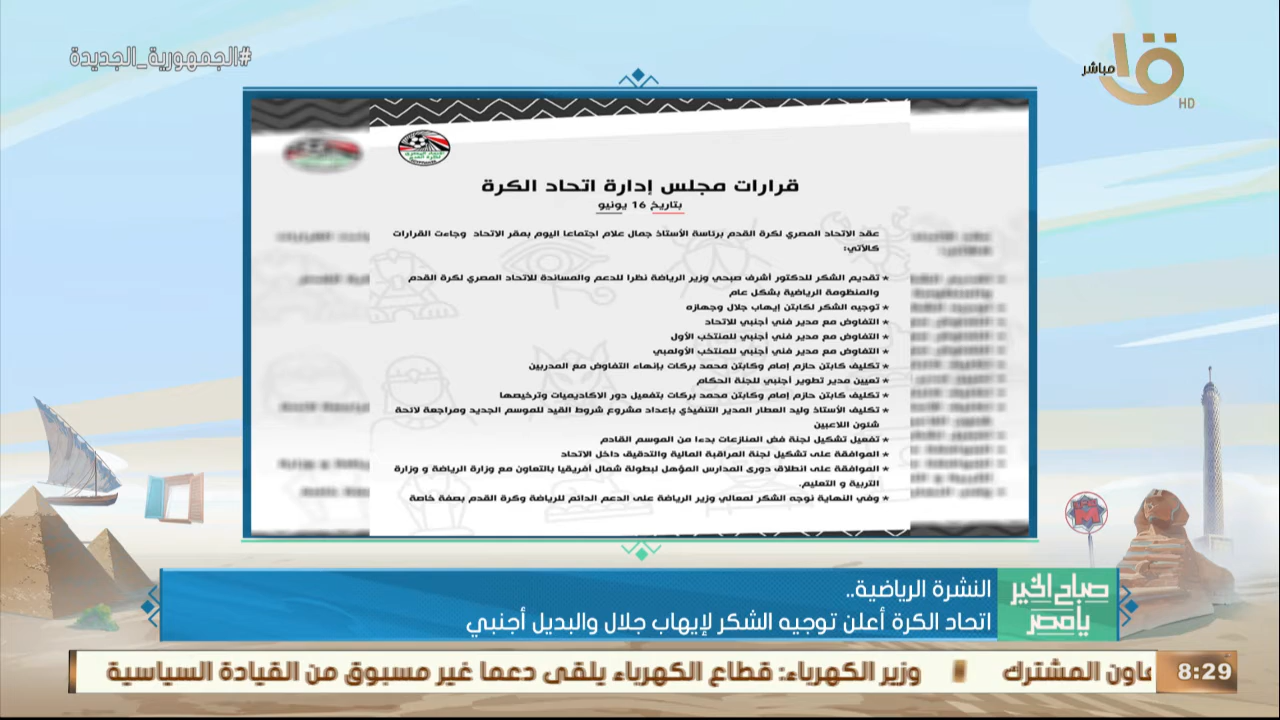 #الجمهورية_الجديدة
مباشر
HD
قرارات مجلس إدارة اتحاد الكرة
بتاريخ 16 يونيو
عقد الاتحاد المصري لكرة القدم برئاسة الأستاذ جمال علام اجتماعا اليوم بمقر الاتحاد وجاءت القرارات
كالآتي:
* تقديم الشكر للدكتور أشرف صبحي وزير الرياضة نظرا للدعم والمساندة للاتحاد المصري لكرة القدم
والمنظومة الرياضية بشكل عام
* توجيه الشكر لكابتن إيهاب جلال وجهازه
* التفاوض مع مدير فني أجنبي للاتحاد
* التفاوض مع مدير فني أجنبي للمنتخب الأول
* التفاوض مع مدير فني أجنبي للمنتخب الأولمبي
* تكليف كابتن حازم إمام وكابتن محمد بركات بإنهاء التفاوض مع المدربين
* تعيين مدير تطوير أجنبي للجنة الحكام
* تكليف كابتن حازم إمام وكابتن محمد بركات بتفعيل دور الاكاديميات وترخيصها
* تكليف الأستاذ وليد العطار المدير التنفيذي بإعداد مشروع شروط القيد للموسم الجديد ومراجعة لائحة
شئون اللاعبين
* تفعيل تشكيل لجنة فض المنازعات بدءا من الموسم القادم
* الموافقة على تشكيل لجنة المراقبة المالية والتدقيق داخل الاتحاد
* الموافقة على انطلاق دورى المدارس المؤهل لبطولة شمال أفريقيا بالتعاون مع وزارة الرياضة و وزارة
التربية و التعليم.
* وفي النهاية نوجه الشكر لمعالي وزير الرياضة على الدعم الدائم للرياضة وكرة القدم بصفة خاصة
صباح الخير
يا مصر
النشرة الرياضية..
اتحاد الكرة أعلن توجيه الشكر لإيهاب جلال والبديل أجنبي
8:29
عاون المشترك
وزير الكهرباء: قطاع الكهرباء يلقى دعما غير مسبوق من القيادة السياسية